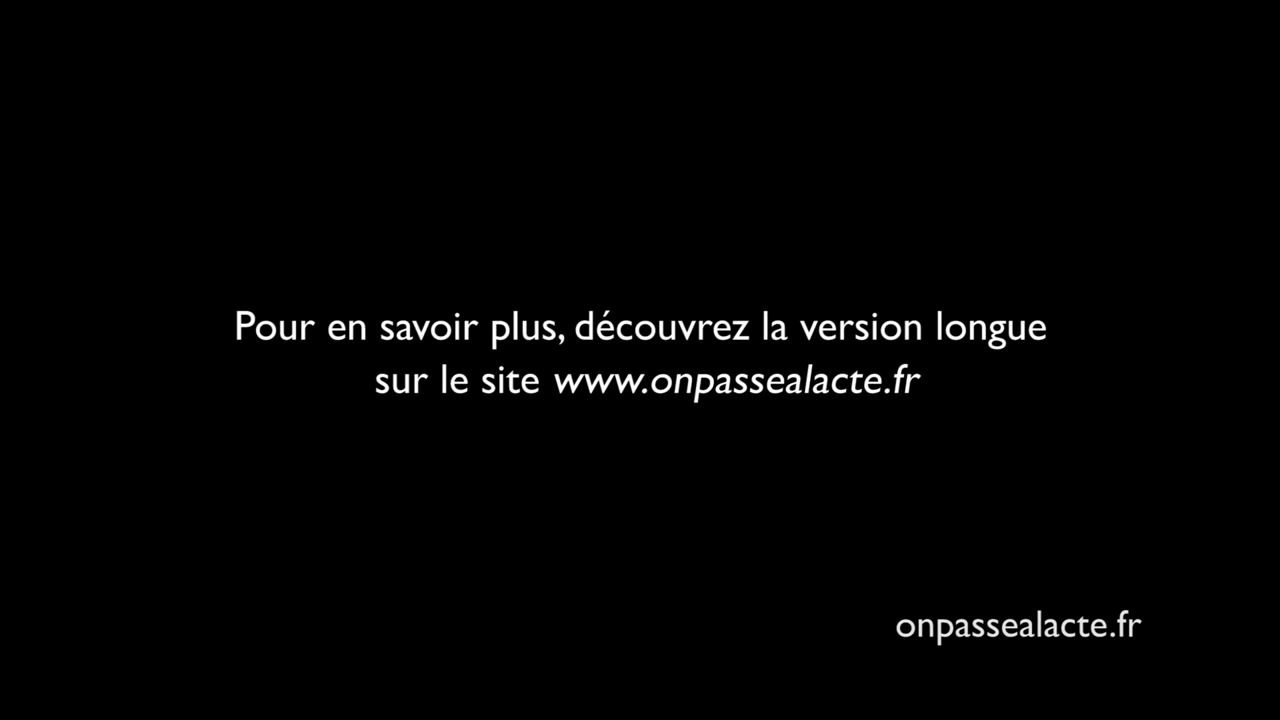 Pour en savoir plus, découvrez la version longue
sur le site www.onpassealacte.fr
onpassealacte.fr